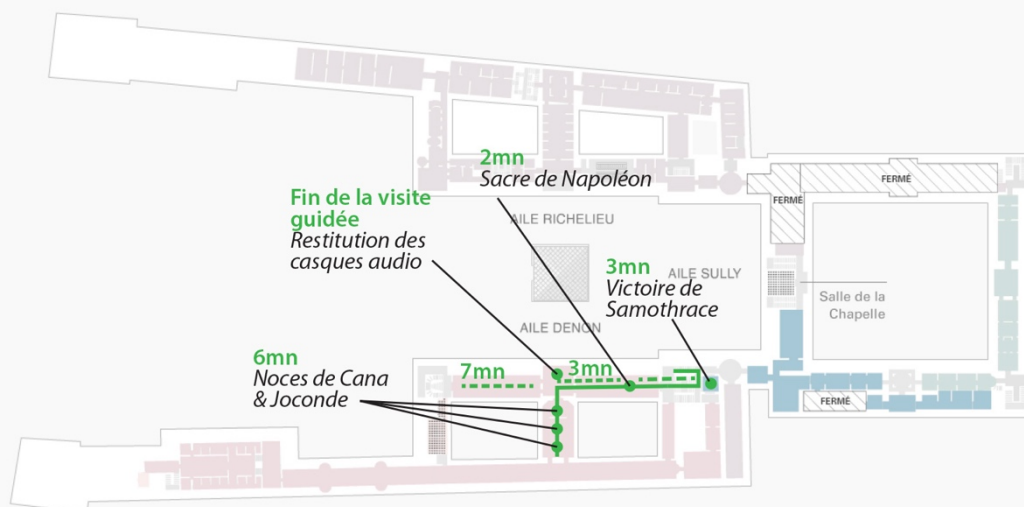 2mn
Sacre de Napoléon
FERMÉ
FERMÉ
Fin de la visite
guidée
Restitution des
casques audio
AILE RICHELIEU
3mn
Victoire de
Samothrace
AILE SULLY
Salle de la
Chapelle
AILE DENON
6mn
Noces de Cana
& Joconde
7mn
3mn
FERMÉ